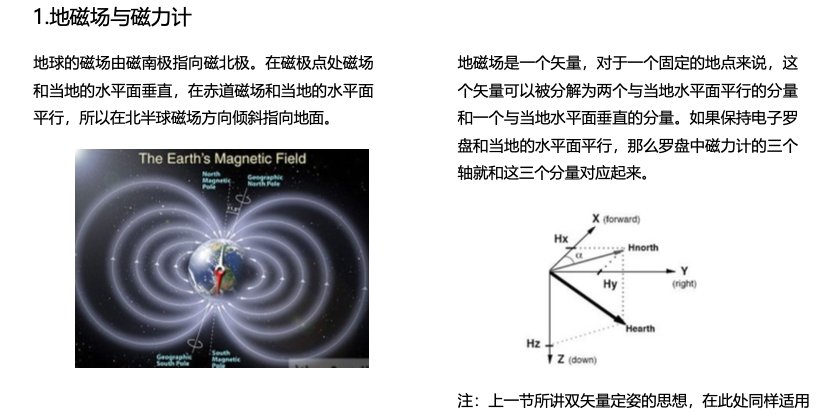 1.地磁场与磁力计
地球的磁场由磁南极指向磁北极。在磁极点处磁场
和当地的水平面垂直，在赤道磁场和当地的水平面
平行，所以在北半球磁场方向倾斜指向地面。
The Earth's Magnetic Field
North
Magnetic
Pole
Geographic
North Pole
Geographic
South Pole
South
Magnetic
Pole
地磁场是一个矢量，对于一个固定的地点来说，这
个矢量可以被分解为两个与当地水平面平行的分量
和一个与当地水平面垂直的分量。如果保持电子罗
盘和当地的水平面平行，那么罗盘中磁力计的三个
轴就和这三个分量对应起来。
X (forward)
Hx
Hnorth
α
Y
Hy
(right)
Hearth
Hz
Z (down)
注：上一节所讲双矢量定姿的思想，在此处同样适用